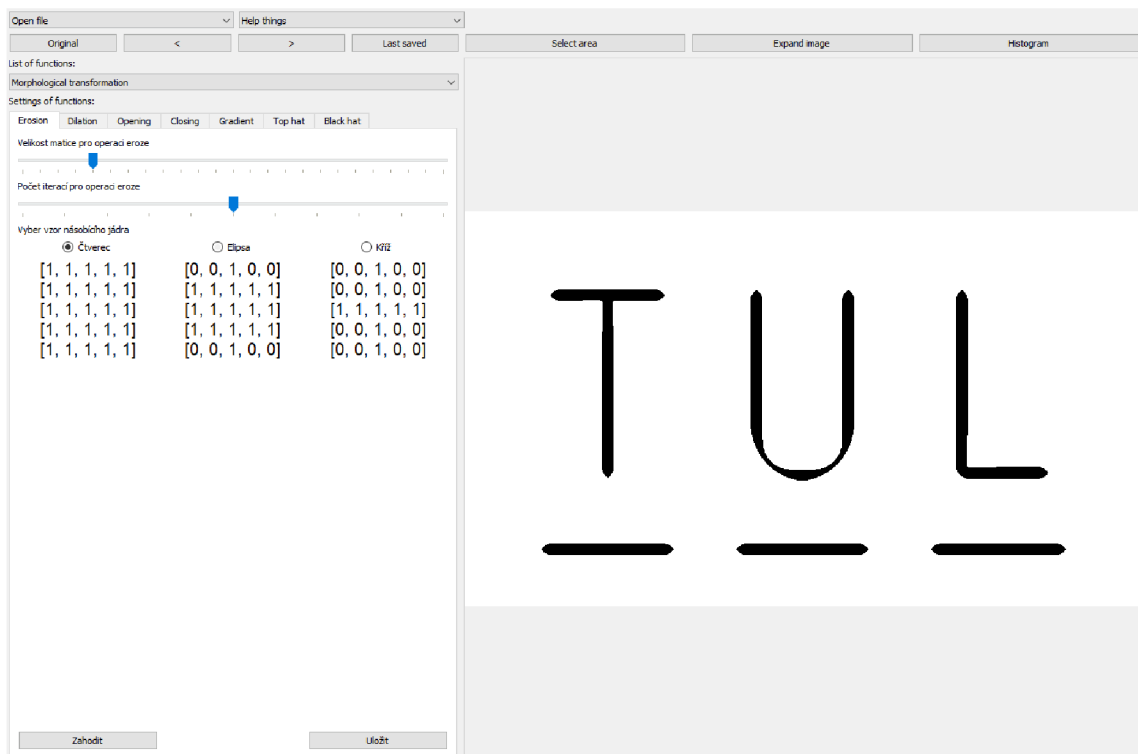 Open file Help things
Original < > Last saved Select area Expand image Histogram
List of functions:
Morphological transformation
Settings of functions:
Erosion Dilation Opening Closing Gradient Top hat Black hat
Velikost matice pro operaci eroze
Počet iterací pro operaci eroze
Vyber vzor násobícího jádra
Čtverec Elipsa Kříž
[1, 1, 1, 1, 1] [0, 0, 1, 0, 0] [0, 0, 1, 0, 0]
[1, 1, 1, 1, 1] [1, 1, 1, 1, 1] [0, 0, 1, 0, 0]
[1, 1, 1, 1, 1] [1, 1, 1, 1, 1] [1, 1, 1, 1, 1]
[1, 1, 1, 1, 1] [1, 1, 1, 1, 1] [0, 0, 1, 0, 0]
[1, 1, 1, 1, 1] [0, 0, 1, 0, 0] [0, 0, 1, 0, 0]
TUL
Zahodit Uložit